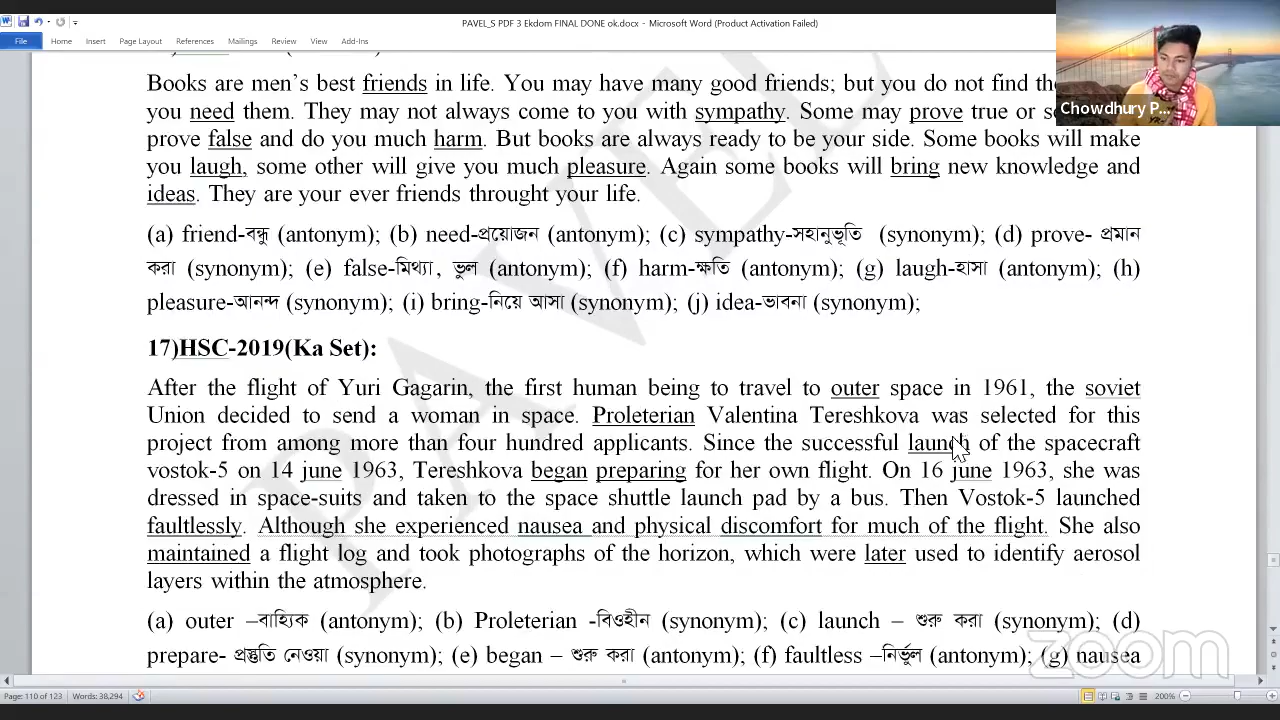 PAVEL_S PDF 3 Ekdom FINAL DONE ok.docx - Microsoft Word (Product Activation Failed)
File Home Insert Page Layout References Mailings Review View Add-Ins
Books are men's best friends in life. You may have many good friends; but you do not find
you need them. They may not always come to you with sympathy. Some may prove true or
prove false and do you much harm. But books are always ready to be your side. Some books will make
you laugh, some other will give you much pleasure. Again some books will bring new knowledge and
ideas. They are your ever friends throught your life.
(a) friend-বন্ধু (antonym); (b) need-প্রয়োজন (antonym); (c) sympathy-সহানুভূতি (synonym); (d) prove- প্রমান
করা (synonym); (e) false-মিথ্যা, ভুল (antonym); (f) harm-ক্ষতি (antonym); (g) laugh-হাসা (antonym); (h)
pleasure-আনন্দ (synonym); (i) bring-নিয়ে আসা (synonym); (j) idea-ভাবনা (synonym);
17)HSC-2019(Ka Set):
After the flight of Yuri Gagarin, the first human being to travel to outer space in 1961, the soviet
Union decided to send a woman in space. Proleterian Valentina Tereshkova was selected for this
project from among more than four hundred applicants. Since the successful launch of the spacecraft
vostok-5 on 14 june 1963, Tereshkova began preparing for her own flight. On 16 june 1963, she was
dressed in space-suits and taken to the space shuttle launch pad by a bus. Then Vostok-5 launched
faultlessly. Although she experienced nausea and physical discomfort for much of the flight. She also
maintained a flight log and took photographs of the horizon, which were later used to identify aerosol
layers within the atmosphere.
(a) outer –বাহ্যিক (antonym); (b) Proleterian -বিওহীন (synonym); (c) launch – শুরু করা (synonym); (d)
prepare- প্রস্তুতি নেওয়া (synonym); (e) began – শুরু করা (antonym); (f) faultless –নির্ভুল (antonym); (g) nausea
Chowdhury P...
PAVEL
zoom
Page: 110 of 123 Words: 38,294 200%